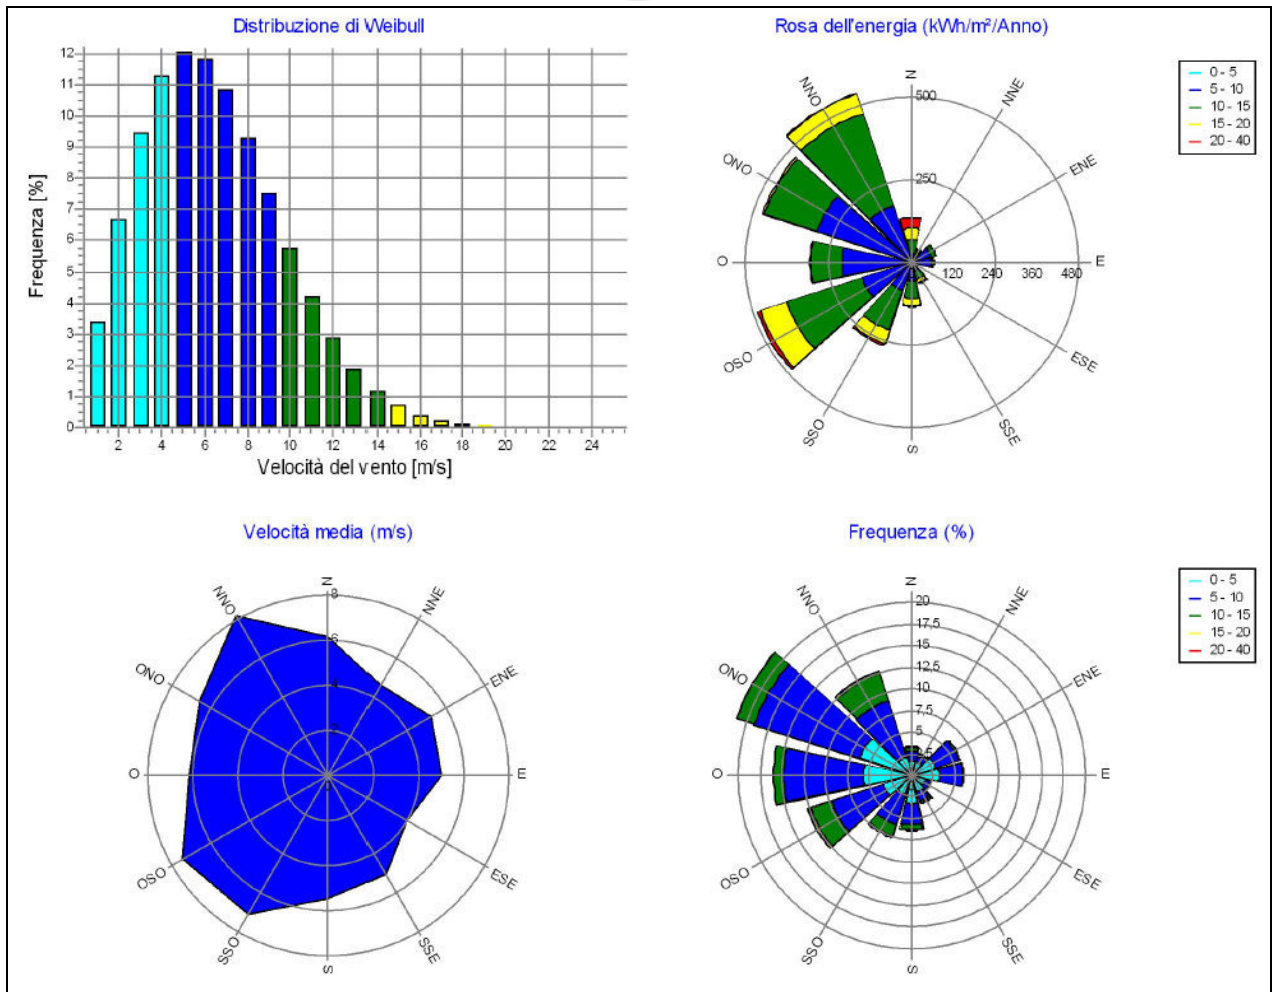 Distribuzione di Weibull
Frequenza [%]
12
11
10
9
8
7
6
5
4
3
2
1
0
2 4 6 8 10 12 14 16 18 20 22 24
Velocità del vento [m/s]
Rosa dell'energia (kWh/m²/Anno)
N
NNE
ENE
E
ESE
SSE
S
SSO
OSO
O
ONO
NNO
500
250
120 240 360 480
0 - 5
5 - 10
10 - 15
15 - 20
20 - 40
Velocità media (m/s)
N
NNE
ENE
E
ESE
SSE
S
SSO
OSO
O
ONO
NNO
8
6
4
2
0
Frequenza (%)
N
NNE
ENE
E
ESE
SSE
S
SSO
OSO
O
ONO
NNO
20
17,5
15
12,5
10
7,5
5
2,5
0 - 5
5 - 10
10 - 15
15 - 20
20 - 40